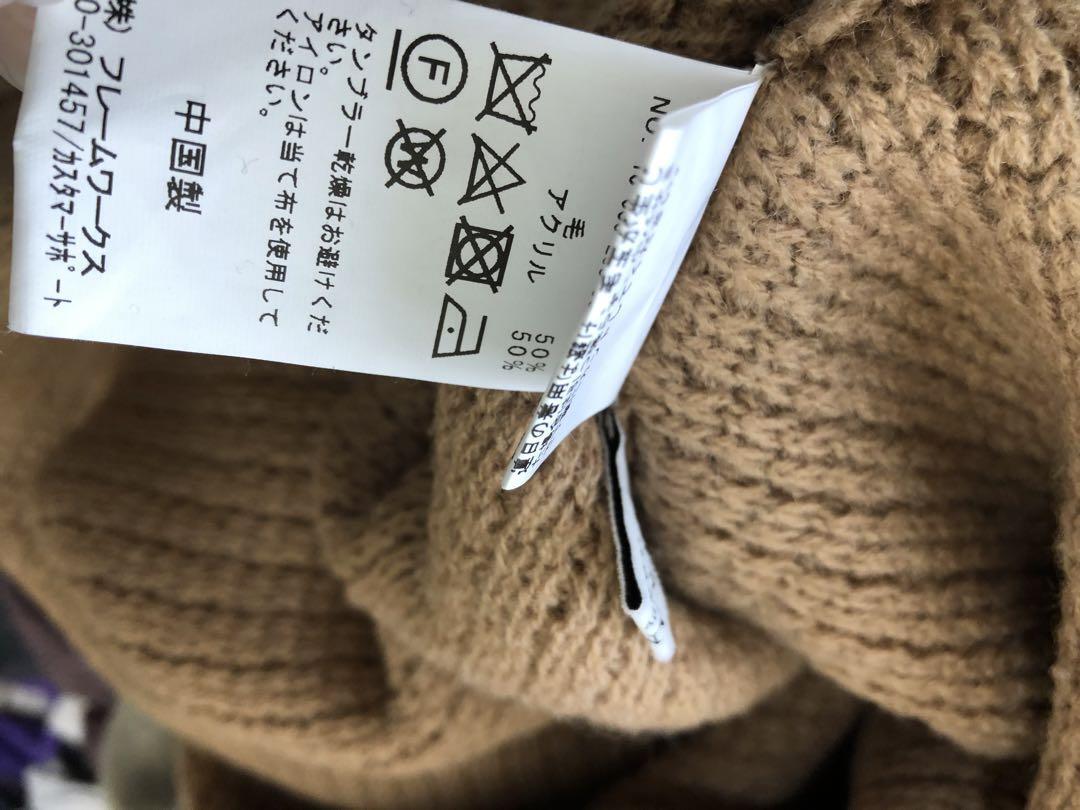 NO.
毛 50%
アクリル 50%
F
W
タンブラー乾燥はお避けくだ
さい。
アイロンは当て布を使用して
ください。
中国製
株）フレームワークス
0-301457/カスタマーサポート